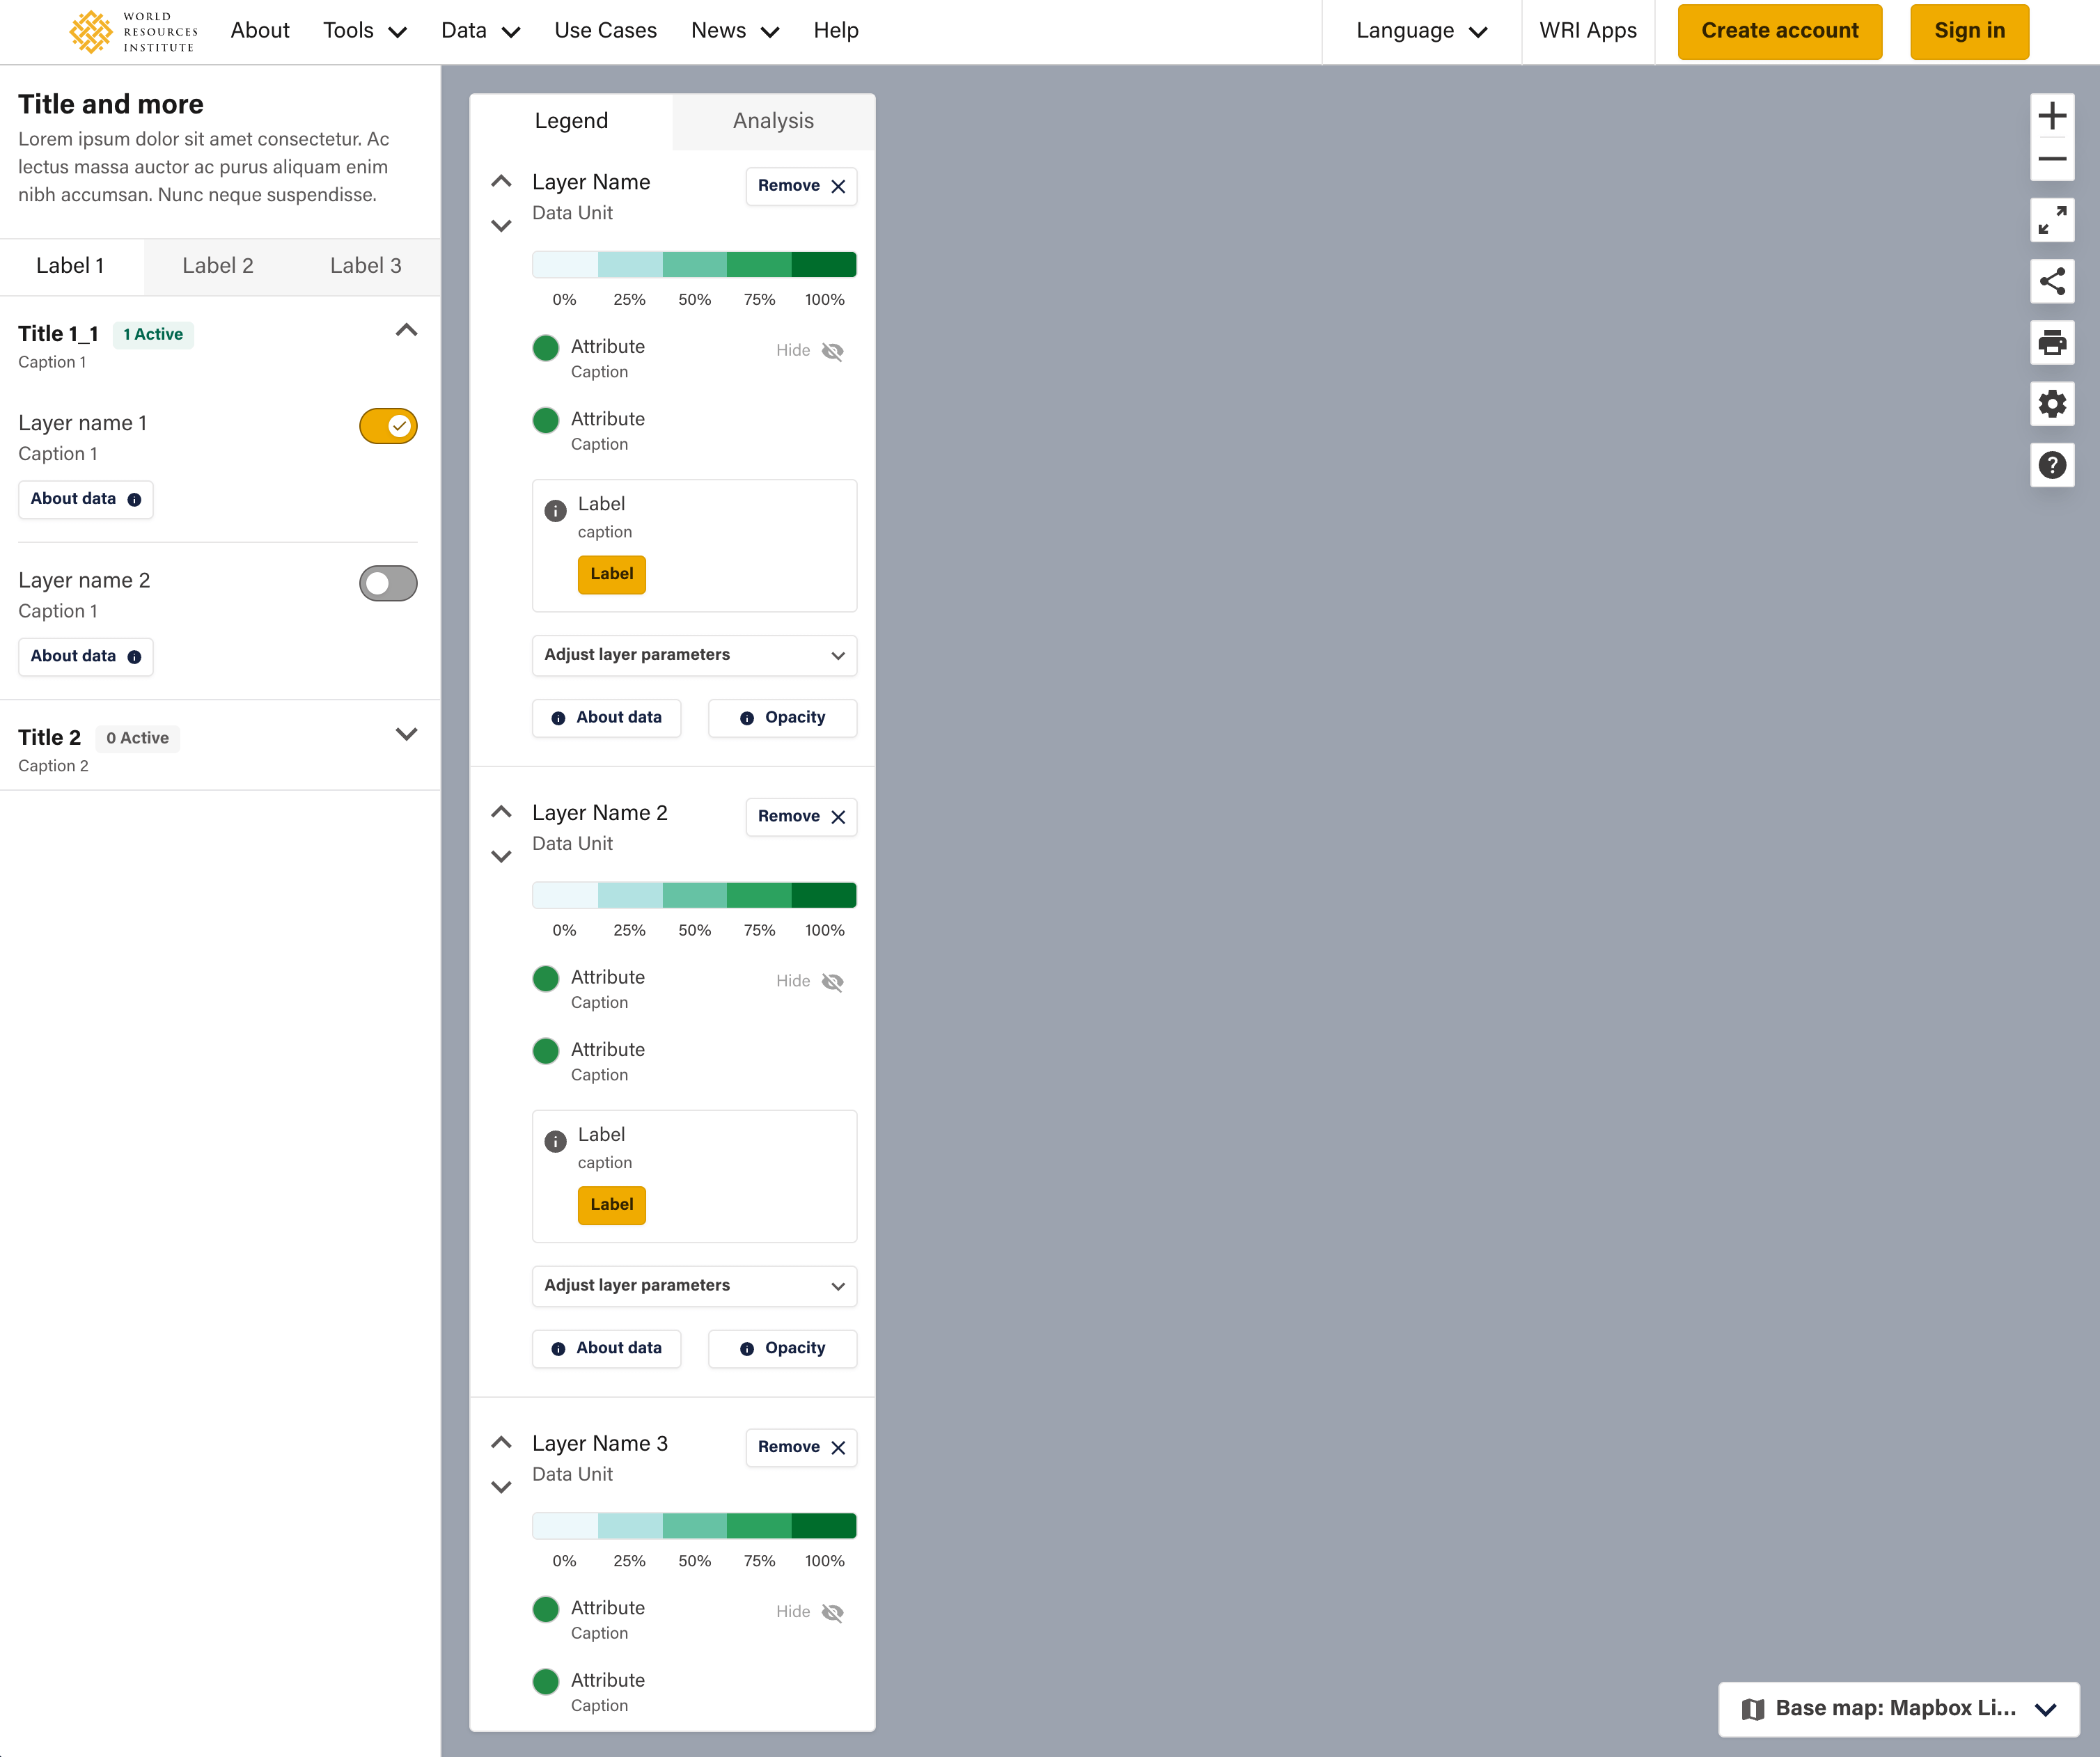 WORLD
RESOURCES
INSTITUTE
About Tools Data Use Cases News Help
Language WRI Apps Create account Sign in
Title and more
Lorem ipsum dolor sit amet consectetur. Ac
lectus massa auctor ac purus aliquam enim
nibh accumsan. Nunc neque suspendisse.
Label 1 Label 2 Label 3
Title 1_1 1 Active
Caption 1
Layer name 1
Caption 1
About data
Layer name 2
Caption 1
About data
Title 2 0 Active
Caption 2
Legend Analysis
Layer Name Remove
Data Unit
0% 25% 50% 75% 100%
Attribute Hide
Caption
Attribute
Caption
Label
caption
Label
Adjust layer parameters
About data Opacity
Layer Name 2 Remove
Data Unit
0% 25% 50% 75% 100%
Attribute Hide
Caption
Attribute
Caption
Label
caption
Label
Adjust layer parameters
About data Opacity
Layer Name 3 Remove
Data Unit
0% 25% 50% 75% 100%
Attribute Hide
Caption
Attribute
Caption
Base map: Mapbox Li...